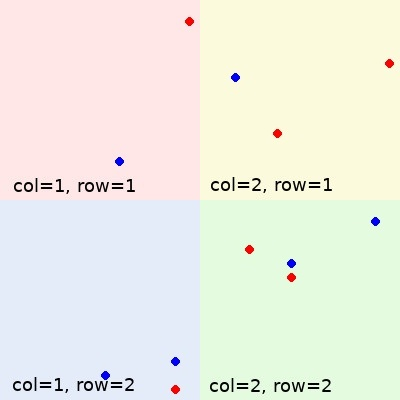 col=1, row=1
col=2, row=1
col=1, row=2
col=2, row=2